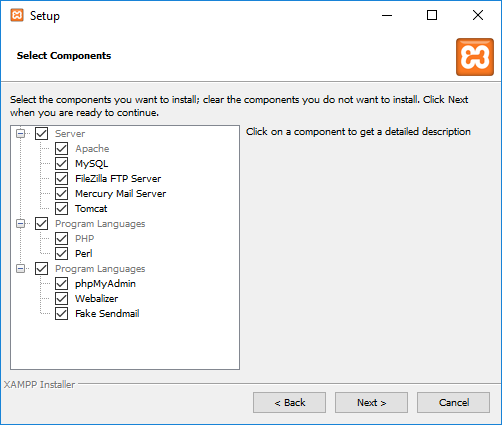 Setup
Select Components
Select the components you want to install; clear the components you do not want to install. Click Next
when you are ready to continue.
Server
Apache
MySQL
FileZilla FTP Server
Mercury Mail Server
Tomcat
Program Languages
PHP
Perl
Program Languages
phpMyAdmin
Webalizer
Fake Sendmail
Click on a component to get a detailed description
XAMPP Installer
< Back
Next >
Cancel